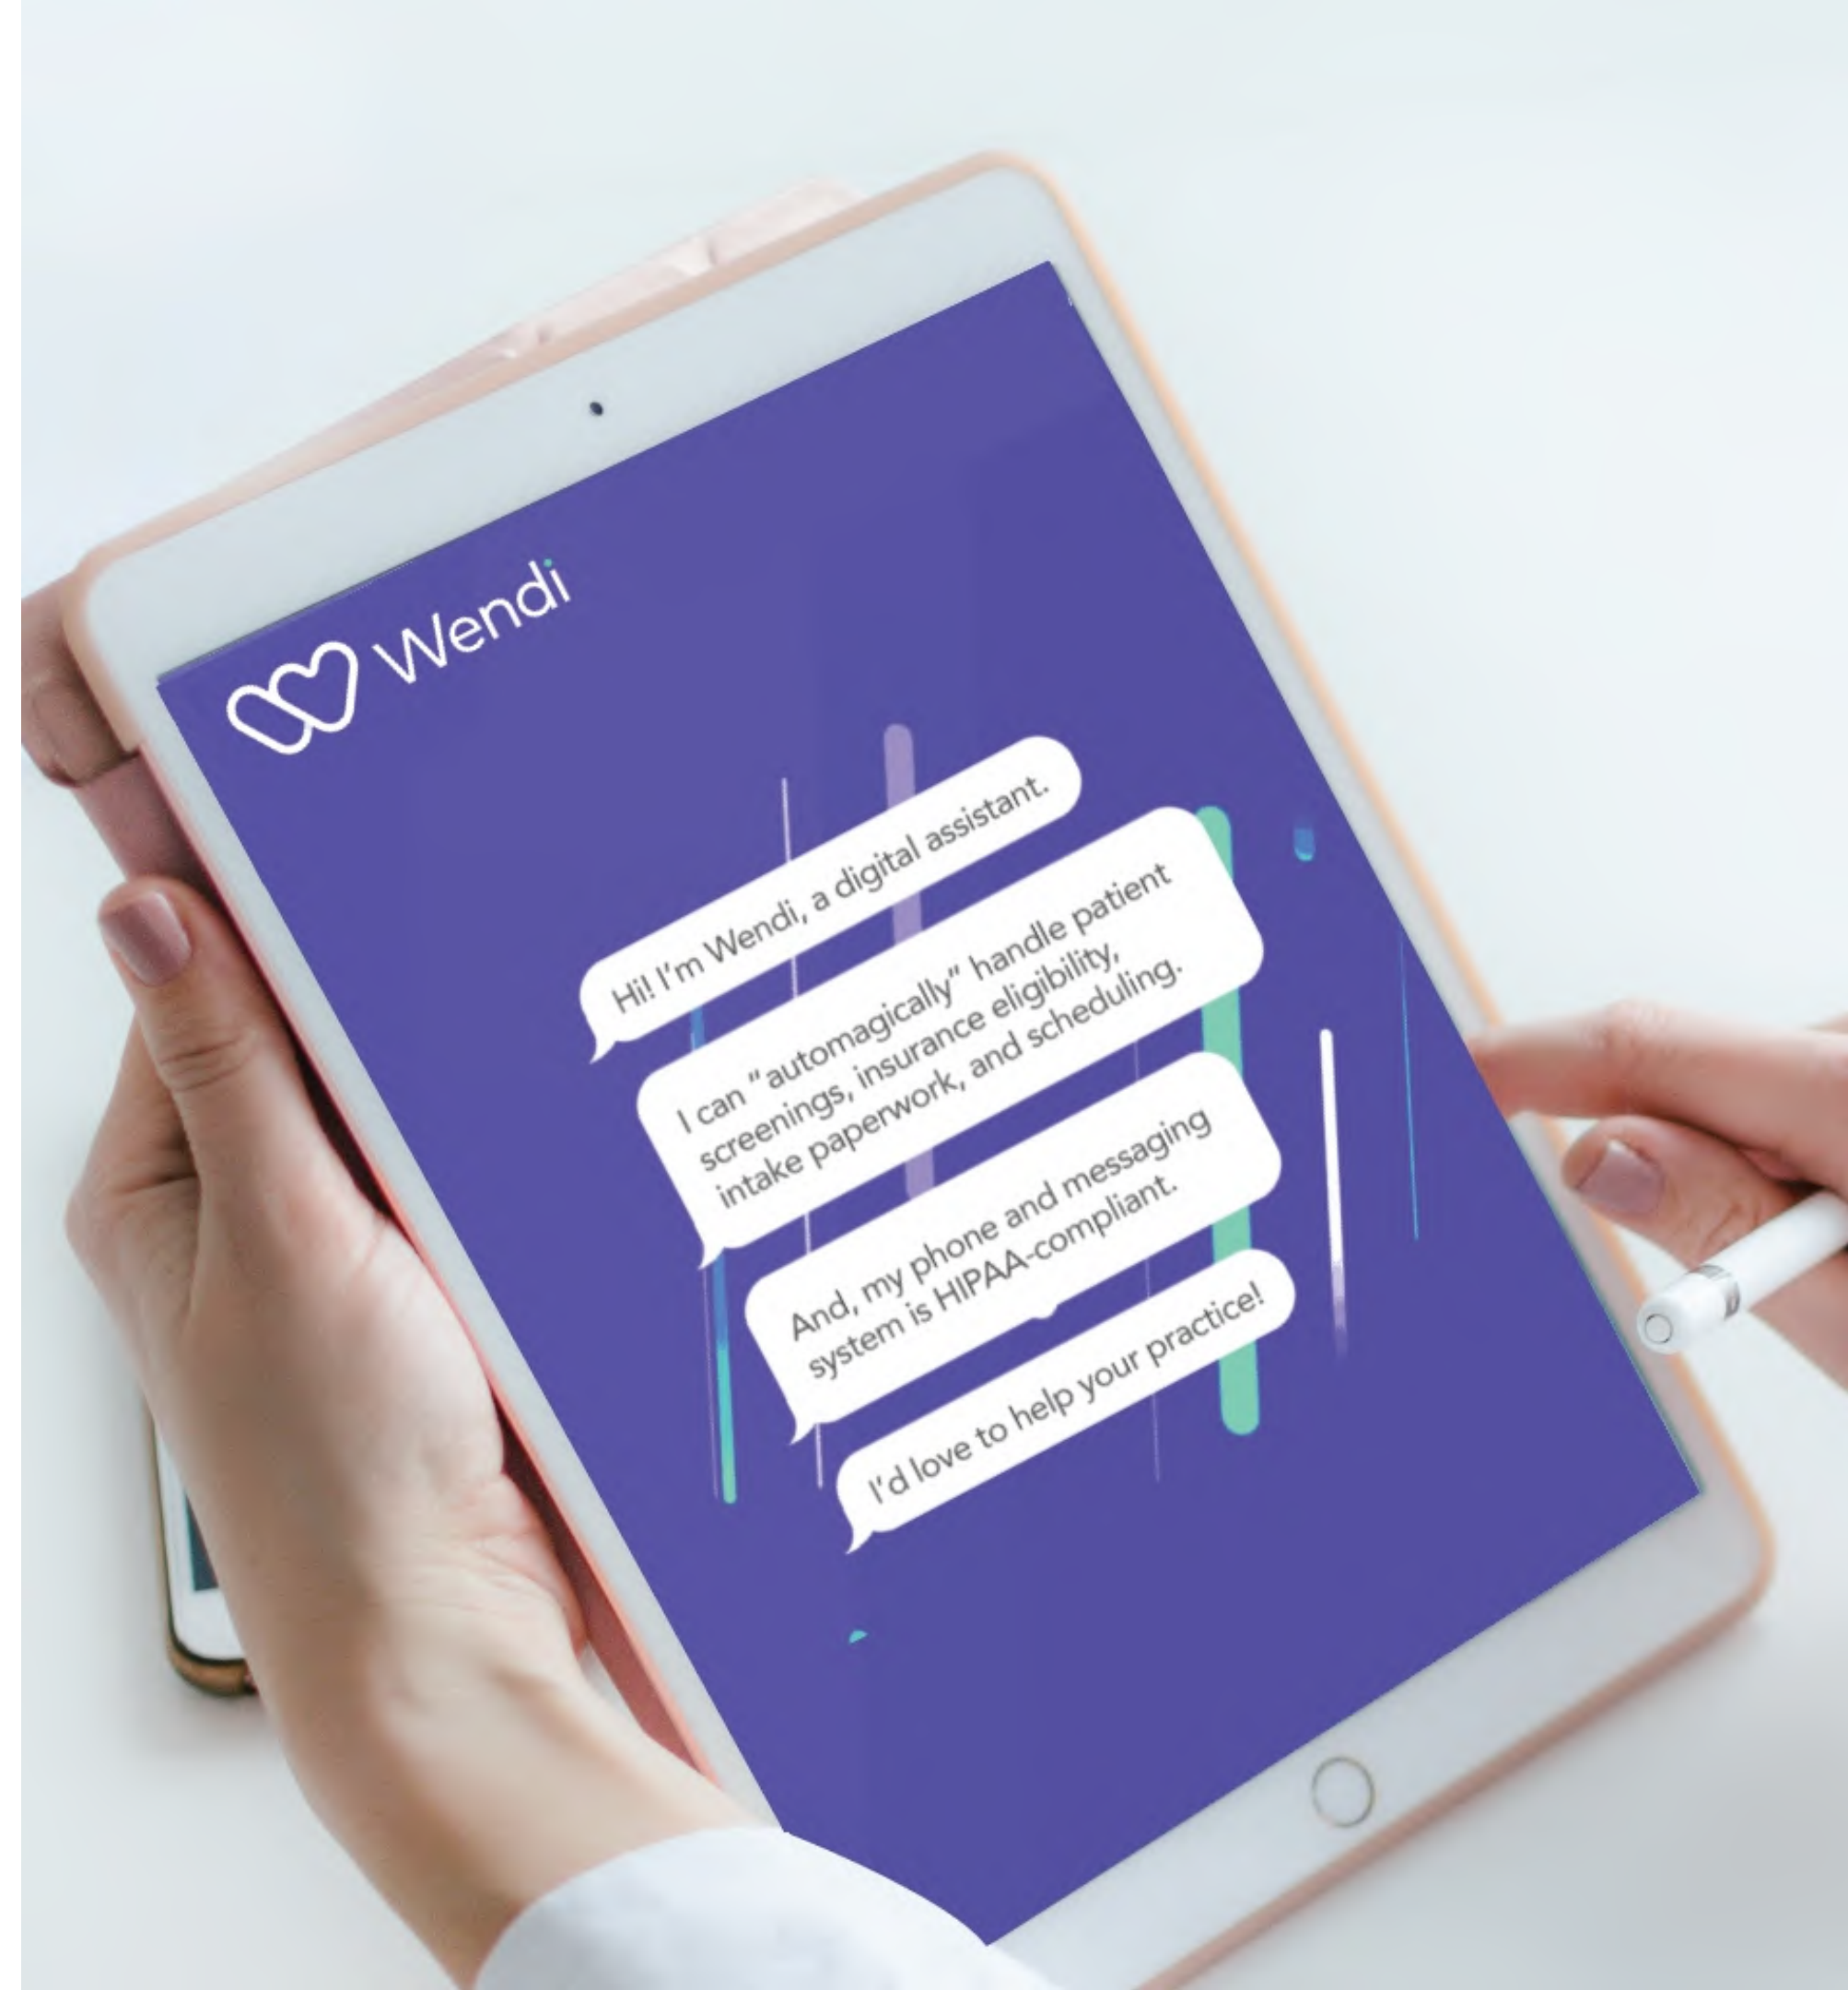 Wendi
Hi! I'm Wendi, a digital assistant.
I can "automagically" handle patient
screenings, insurance eligibility,
intake paperwork, and scheduling.
And, my phone and messaging
system is HIPAA-compliant.
I'd love to help your practice!